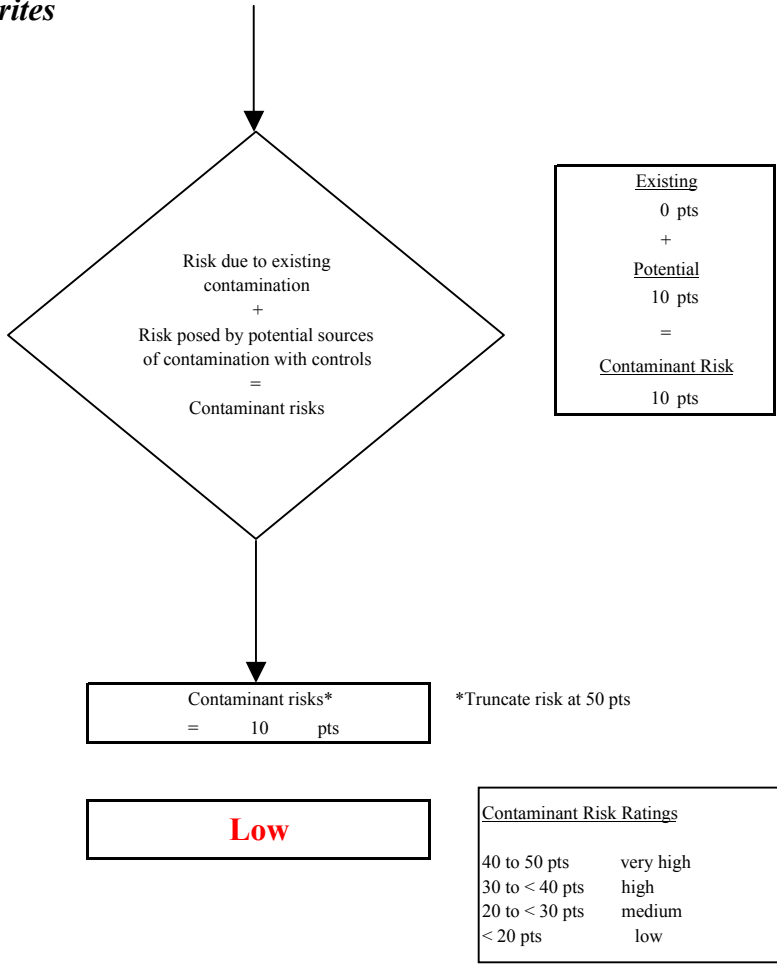 Risk due to existing
contamination
+
Risk posed by potential sources
of contamination with controls
=
Contaminant risks
Existing
0 pts
+
Potential
10 pts
=
Contaminant Risk
10 pts
Contaminant risks*
= 10 pts
*Truncate risk at 50 pts
Low
Contaminant Risk Ratings
40 to 50 pts very high
30 to < 40 pts high
20 to < 30 pts medium
< 20 pts low